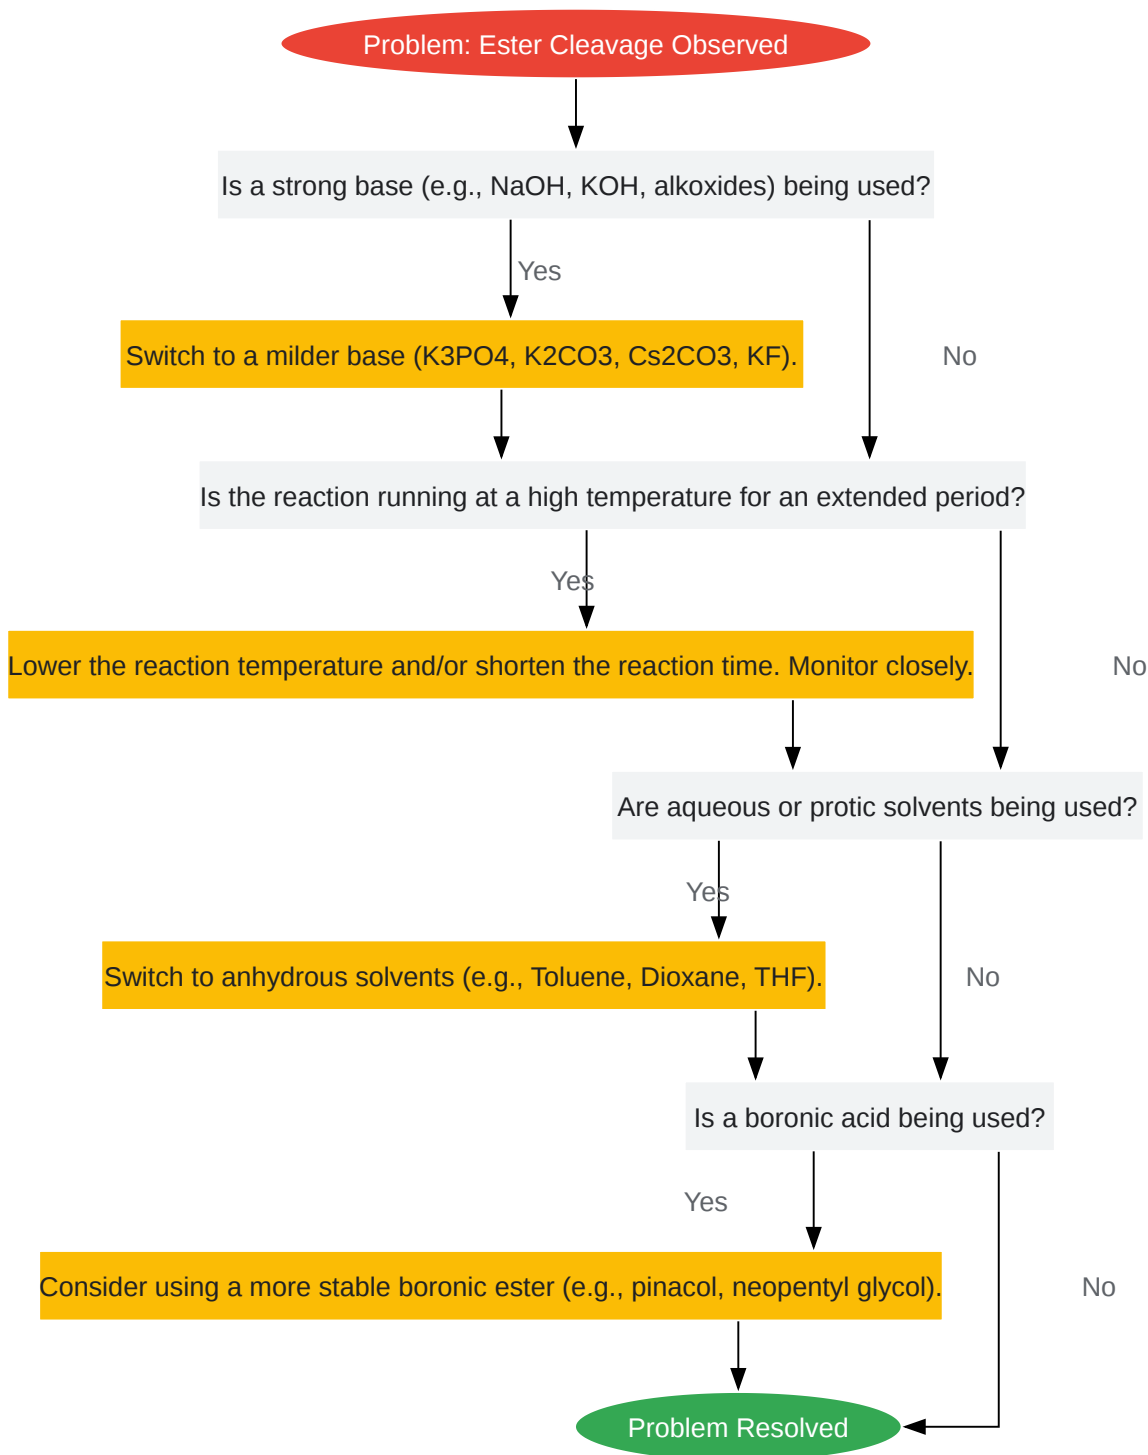 Problem: Ester Cleavage Observed
Is a strong base (e.g., NaOH, KOH, alkoxides) being used?
Yes
Switch to a milder base (K3PO4, K2CO3, Cs2CO3, KF).
No
Is the reaction running at a high temperature for an extended period?
Yes
Lower the reaction temperature and/or shorten the reaction time. Monitor closely.
No
Are aqueous or protic solvents being used?
Yes
Switch to anhydrous solvents (e.g., Toluene, Dioxane, THF).
No
Is a boronic acid being used?
Yes
Consider using a more stable boronic ester (e.g., pinacol, neopentyl glycol).
No
Problem Resolved